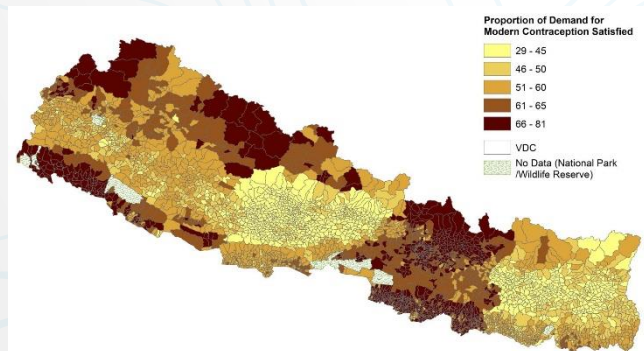 Proportion of Demand for
Modern Contraception Satisfied
29 - 45
46 - 50
51 - 60
61 - 65
66 - 81
VDC
No Data (National Park
/Wildlife Reserve)